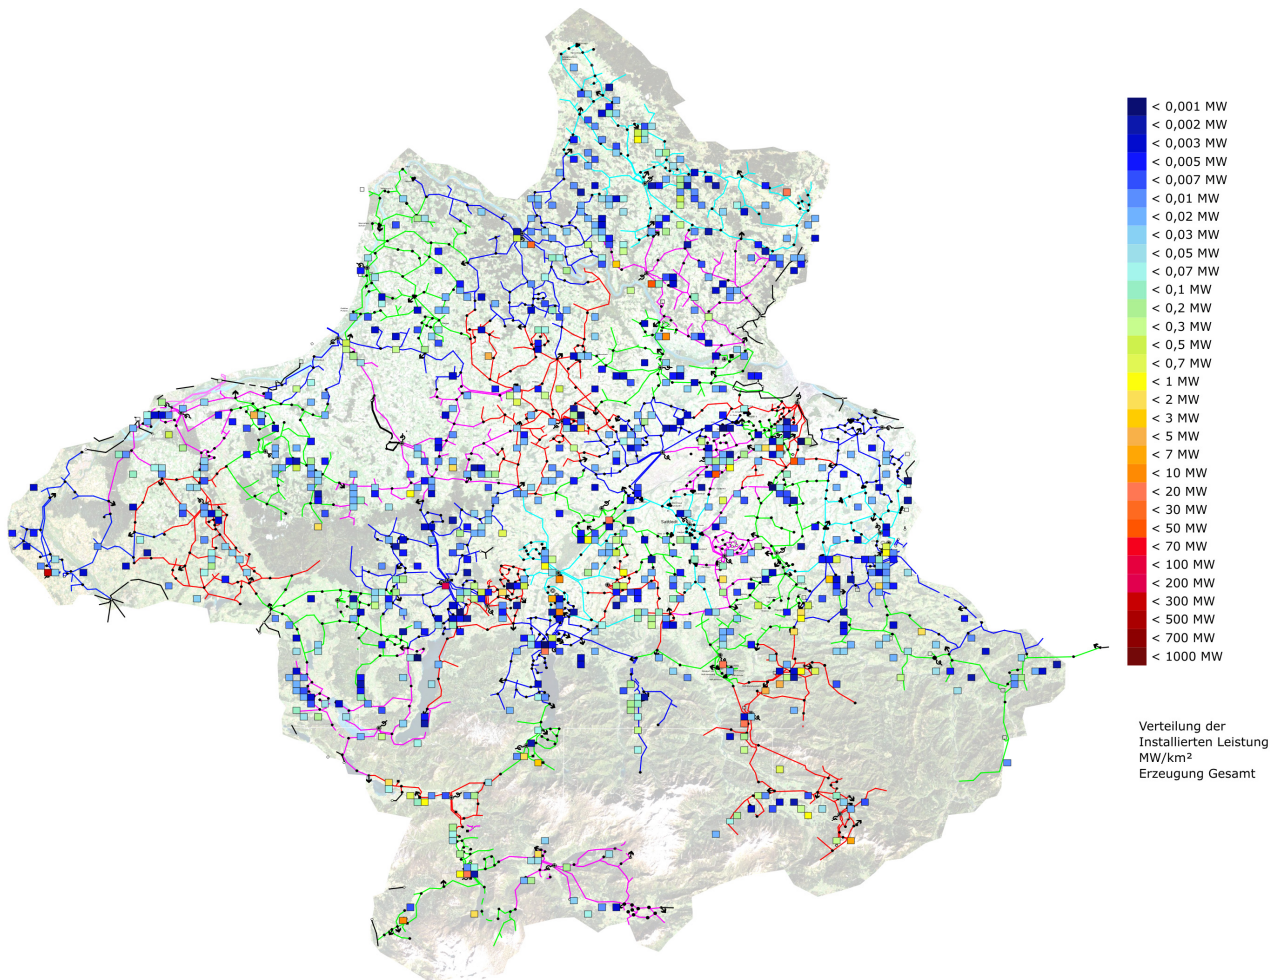 < 0,001 MW
< 0,002 MW
< 0,003 MW
< 0,005 MW
< 0,007 MW
< 0,01 MW
< 0,02 MW
< 0,03 MW
< 0,05 MW
< 0,07 MW
< 0,1 MW
< 0,2 MW
< 0,3 MW
< 0,5 MW
< 0,7 MW
< 1 MW
< 2 MW
< 3 MW
< 5 MW
< 7 MW
< 10 MW
< 20 MW
< 30 MW
< 50 MW
< 70 MW
< 100 MW
< 200 MW
< 300 MW
< 500 MW
< 700 MW
< 1000 MW
Verteilung der
Installierten Leistung
MW/km²
Erzeugung Gesamt